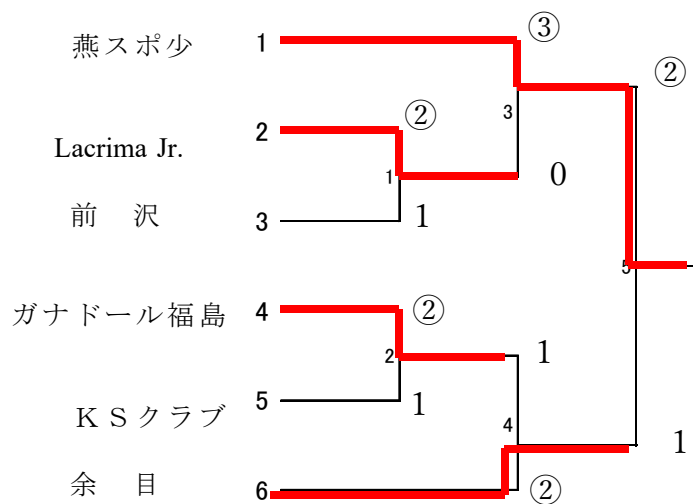 燕スポ少 1 ③
②
Lacrima Jr. 2 ② 3
1 0
前 沢 3 1
5
ガナドール福島 4 ②
2 1
KSクラブ 5 1 4
1
余 目 6 ②